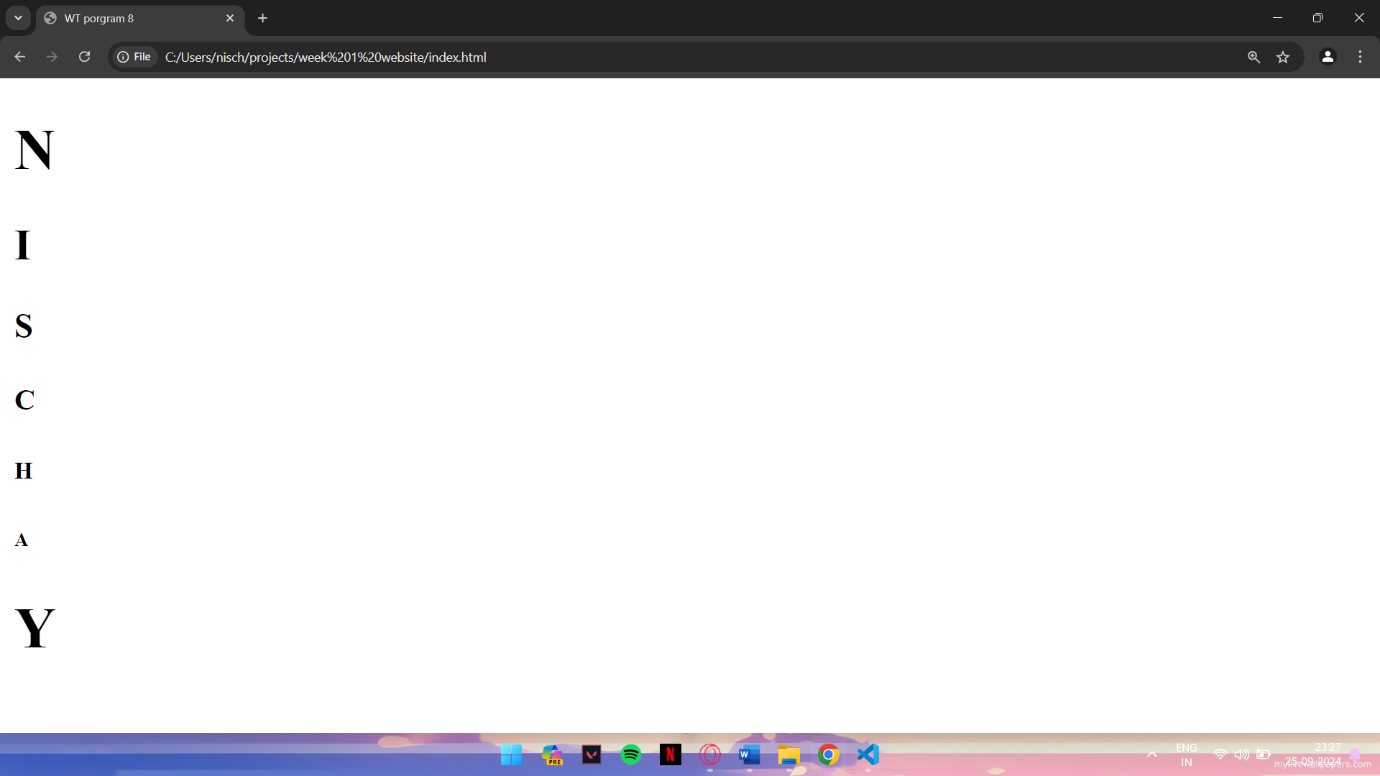 WT porgram 8
File
C:/Users/nisch/projects/week%201%20website/index.html
N
I
S
C
H
A
Y
PRE
N
W
ENG
IN
23:27
25-09-2024